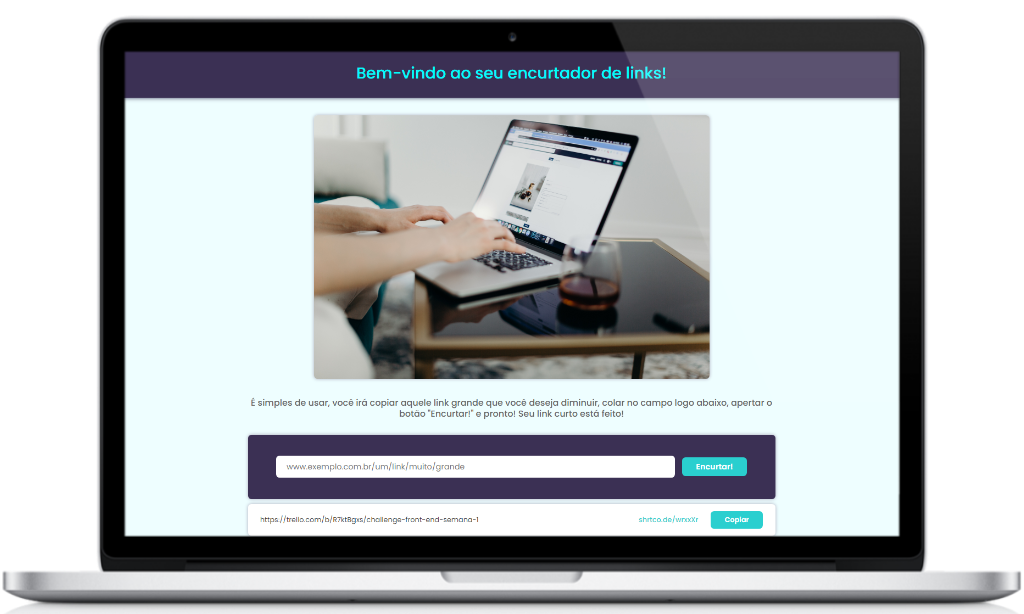 Bem-vindo ao seu encurtador de links!
É simples de usar, você irá copiar aquele link grande que você deseja diminuir, colar no campo logo abaixo, apertar o
botão "Encurtar!" e pronto! Seu link curto está feito!
www.exemplo.com.br/um/link/muito/grande
Encurtar!
https://trello.com/b/R7ktBgxs/challenge-front-end-semana-1
shrtco.de/wnxxXr
Copiar